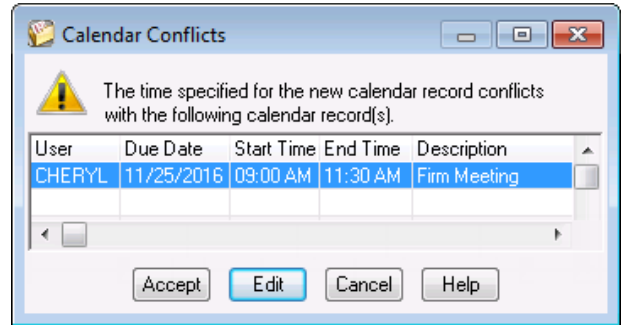 Calendar Conflicts
The time specified for the new calendar record conflicts
with the following calendar record(s).
User Due Date Start Time End Time Description
CHERYL 11/25/2016 09:00 AM 11:30 AM Firm Meeting
Accept Edit Cancel Help